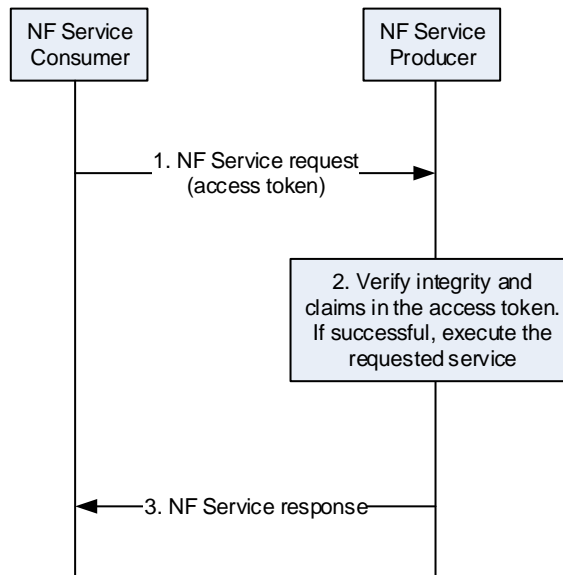 NF Service
Consumer
NF Service
Producer
1. NF Service request
(access token)
2. Verify integrity and
claims in the access token.
If successful, execute the
requested service
3. NF Service response